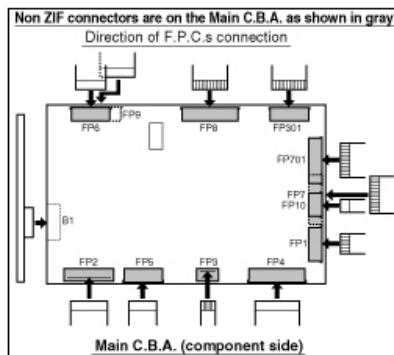 Non ZIF connectors are on the Main C.B.A. as shown in gray
Direction of F.P.C.s connection
FP6
FP9
FP8
FP301
FP701
FP7
FP10
B1
FP1
FP2
FP5
FP3
FP4
Main C.B.A. (component side)